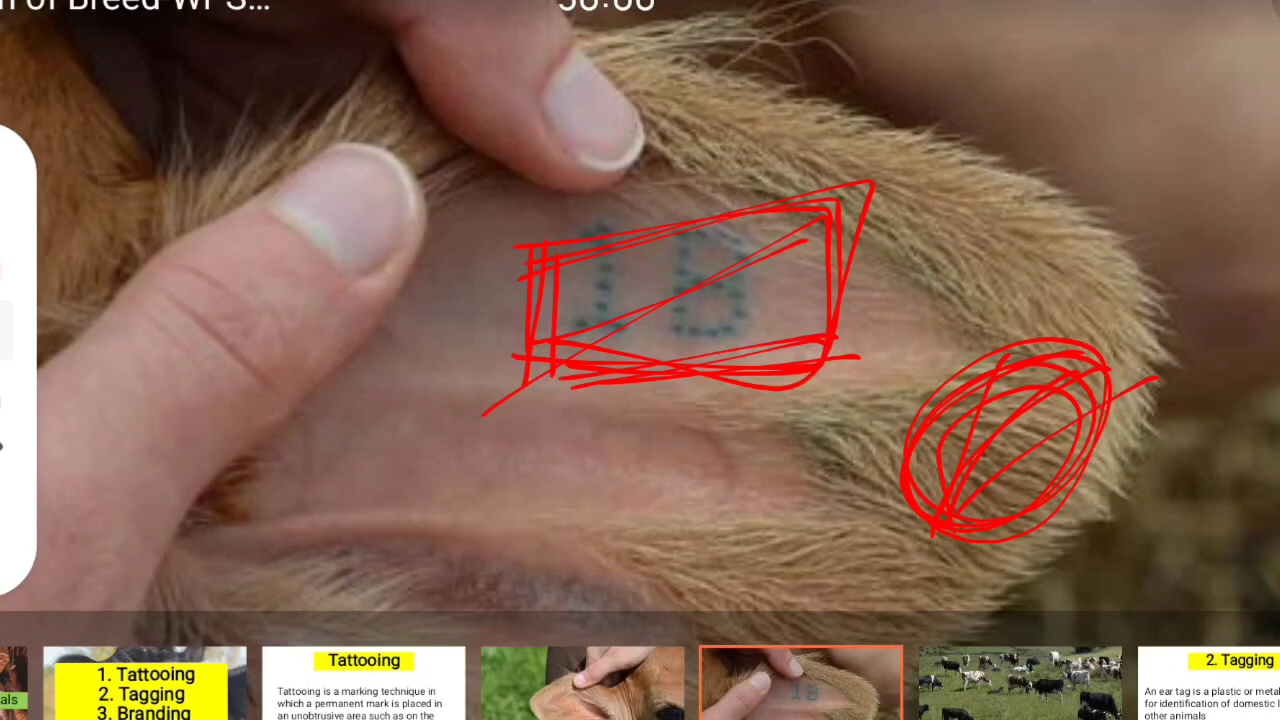 1B
als
1. Tattooing
2. Tagging
3. Branding
Tattooing
Tattooing is a marking technique in
which a permanent mark is placed in
an unobtrusive area such as on the
1B
2. Tagging
An ear tag is a plastic or metal
for identification of domestic
other animals